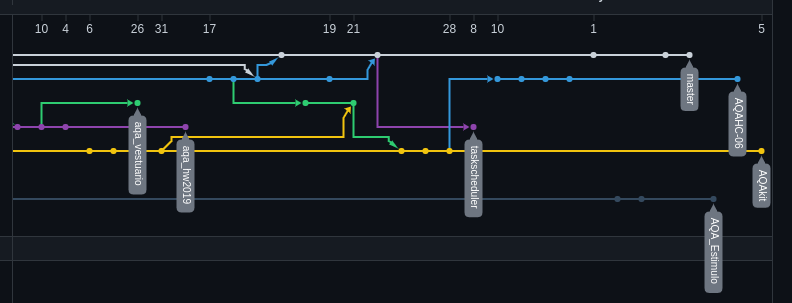 10 4 6 26 31 17 19 21 28 8 10 1 5
master
AQAHC-06
aqa_vestuario
aqa_hw2019
taskscheduler
AQAkit
AQA_Estimulo